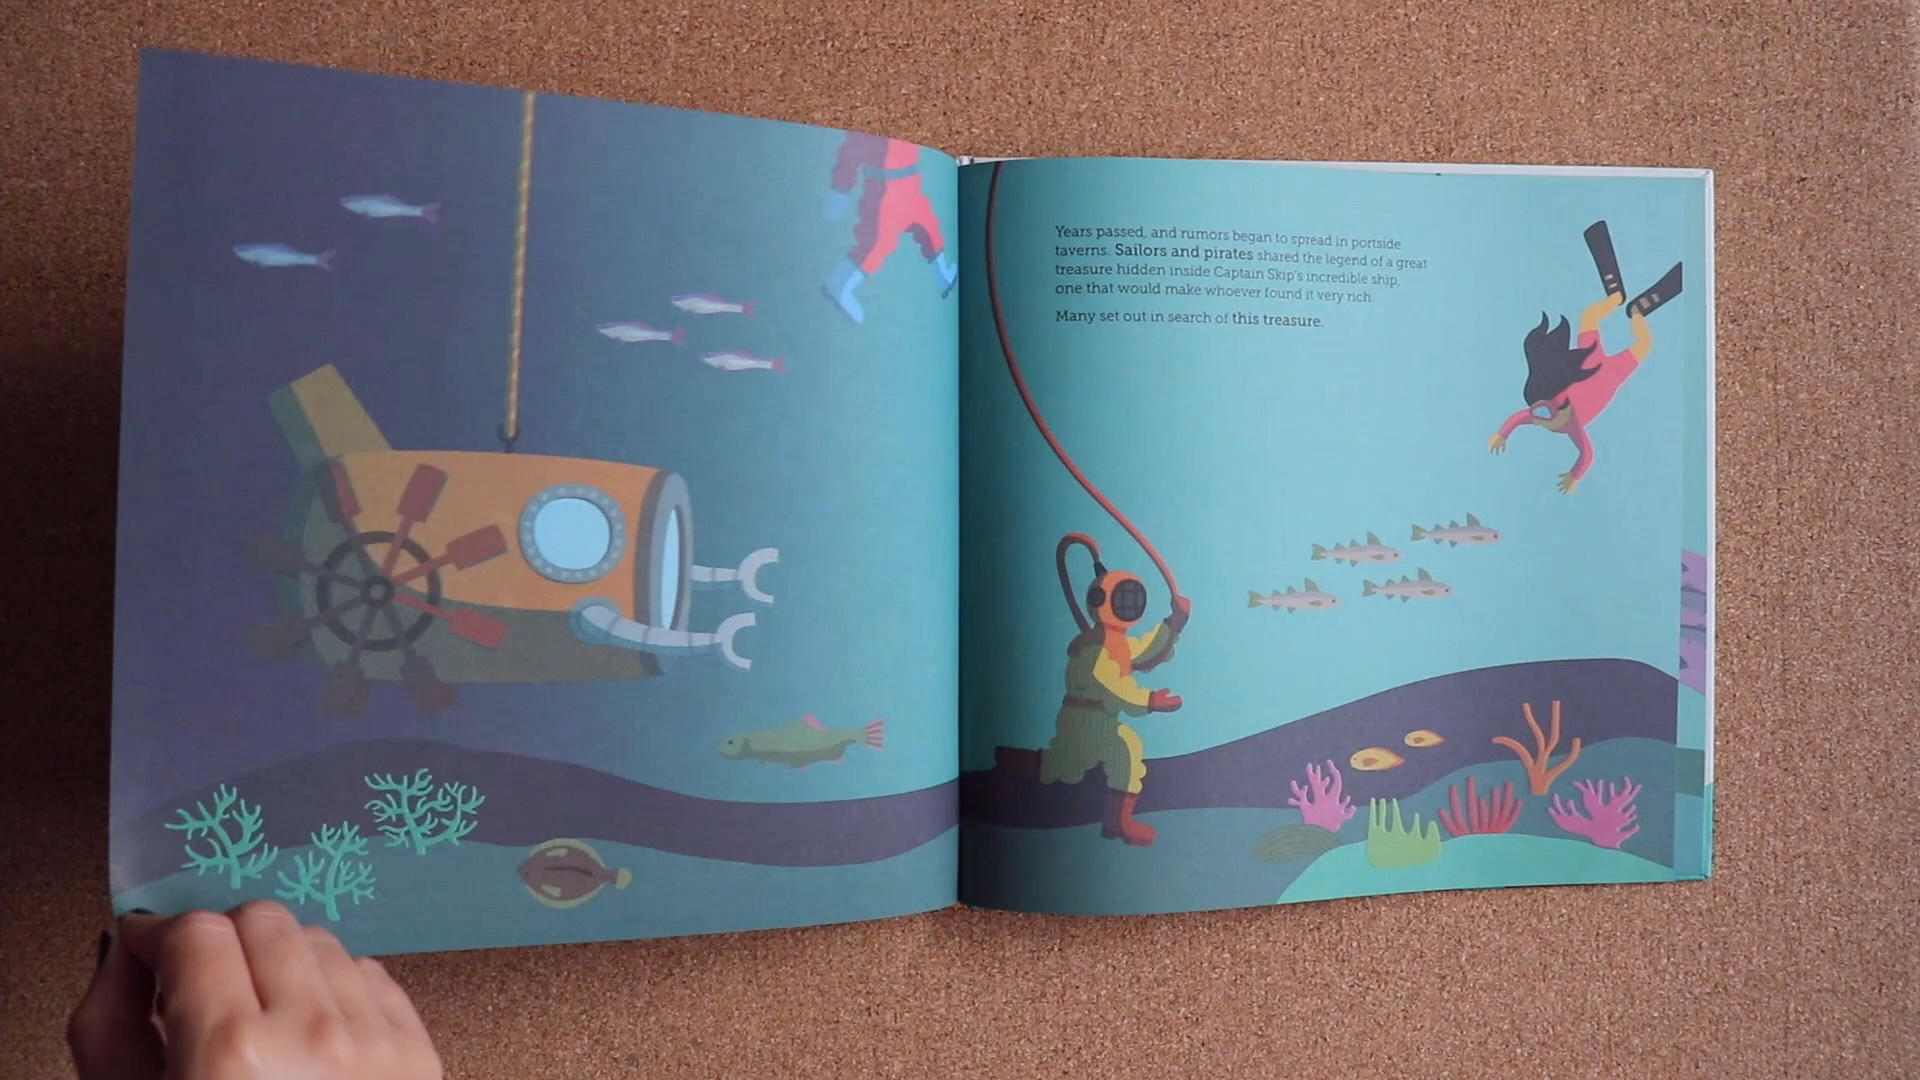 Years passed, and rumors began to spread in portside
taverns. Sailors and pirates shared the legend of a great
treasure hidden inside Captain Skip's incredible ship,
one that would make whoever found it very rich.
Many set out in search of this treasure.